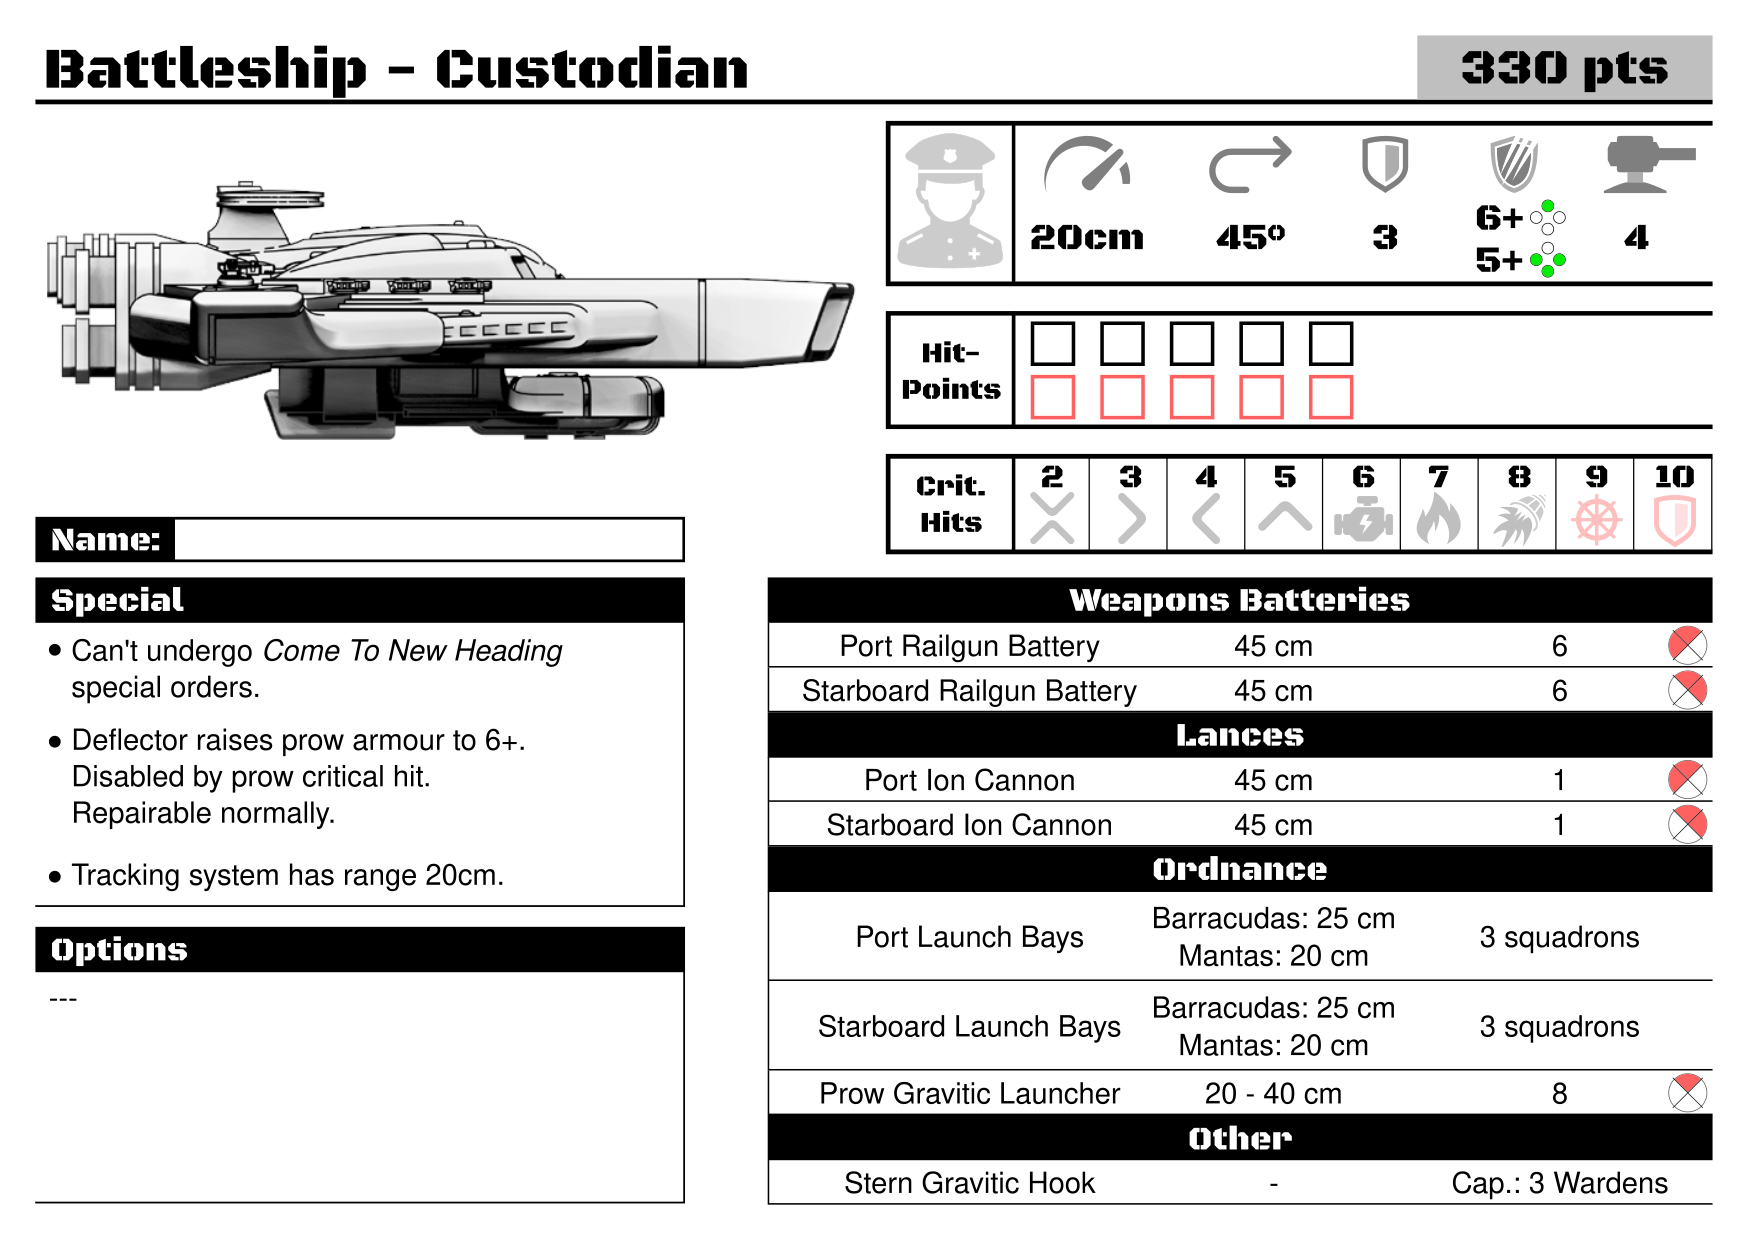 Battleship - Custodian
330 pts
20cm
45º
3
6+
5+
4
Hit-
Points
Crit.
Hits
2
3
4
5
6
7
8
9
10
Name:
Special
• Can't undergo Come To New Heading
special orders.
• Deflector raises prow armour to 6+.
Disabled by prow critical hit.
Repairable normally.
• Tracking system has range 20cm.
Options
---
Weapons Batteries
Port Railgun Battery 45 cm 6
Starboard Railgun Battery 45 cm 6
Lances
Port Ion Cannon 45 cm 1
Starboard Ion Cannon 45 cm 1
Ordnance
Port Launch Bays
Barracudas: 25 cm
Mantas: 20 cm
3 squadrons
Starboard Launch Bays
Barracudas: 25 cm
Mantas: 20 cm
3 squadrons
Prow Gravitic Launcher 20 - 40 cm 8
Other
Stern Gravitic Hook - Cap.: 3 Wardens